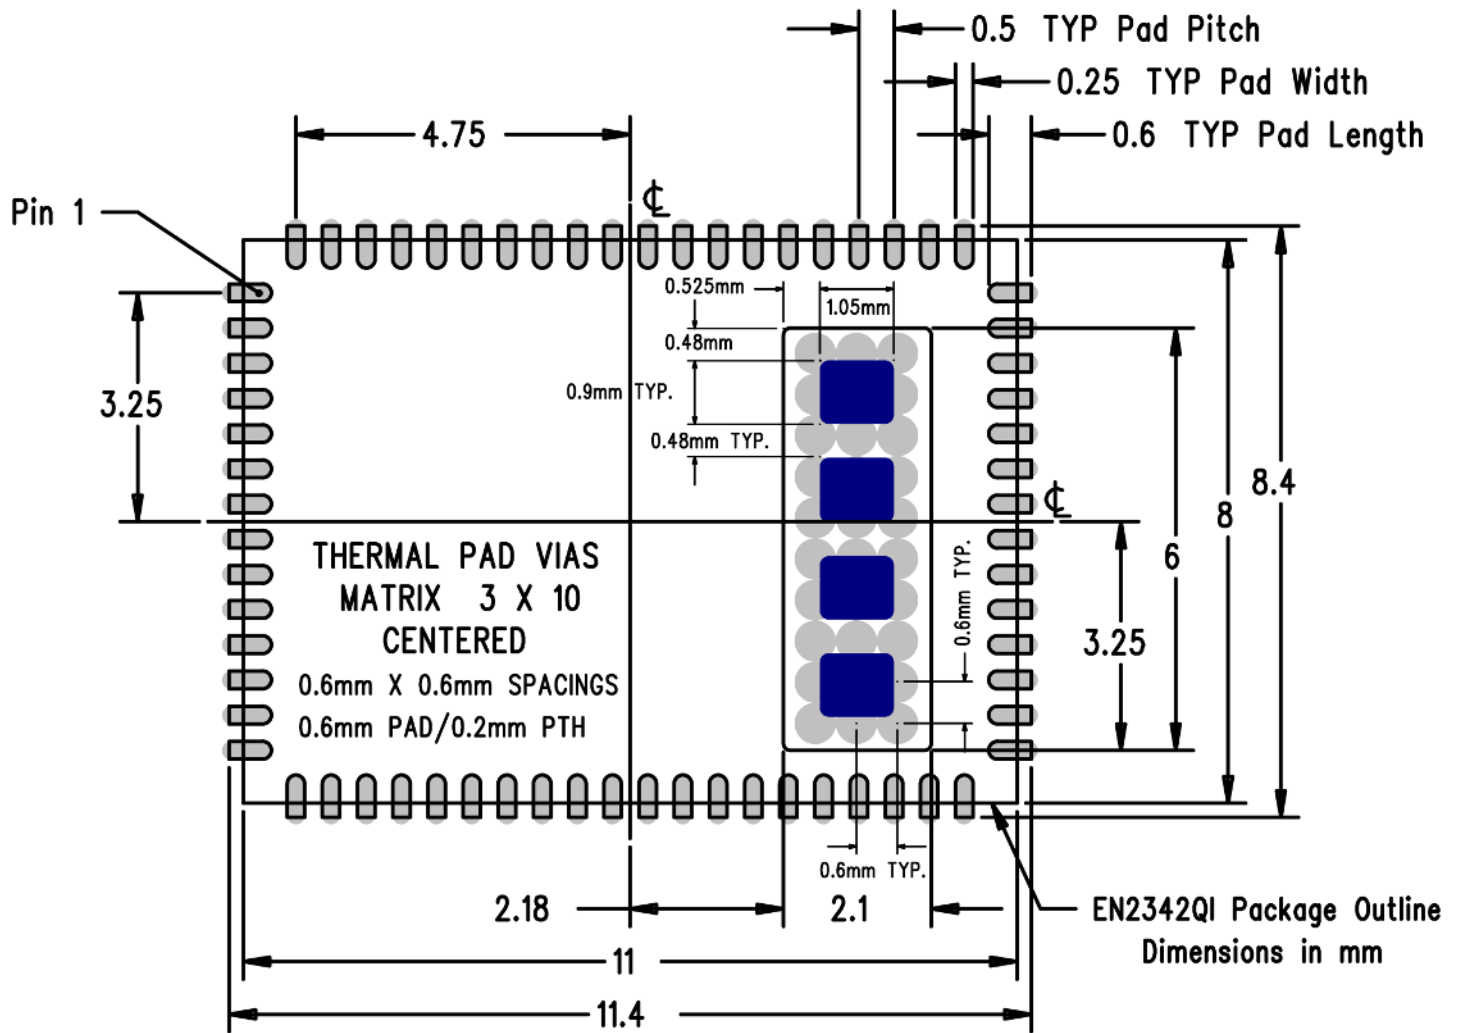 0.5 TYP Pad Pitch
0.25 TYP Pad Width
4.75
0.6 TYP Pad Length
℄
Pin 1
0.525mm
1.05mm
0.48mm
0.9mm TYP.
3.25
0.48mm TYP.
8.4
℄
8
THERMAL PAD VIAS
MATRIX 3 X 10
CENTERED
0.6mm X 0.6mm SPACINGS
0.6mm PAD/0.2mm PTH
0.6mm TYP.
6
3.25
0.6mm TYP.
2.18
2.1
EN2342QI Package Outline
Dimensions in mm
11
11.4